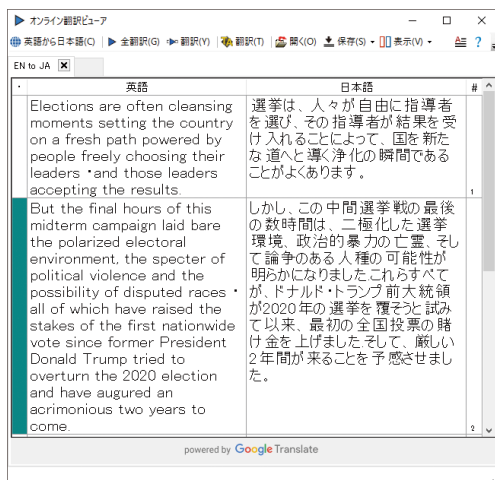 オンライン翻訳ビューア
英語から日本語(C) 全翻訳(G) 翻訳(Y) 翻訳(T) 開く(O) 保存(S) 表示(V) A ?
EN to JA
英語 日本語 #
Elections are often cleansing
moments setting the country
on a fresh path powered by
people freely choosing their
leaders・and those leaders
accepting the results.
選挙は、人々が自由に指導者
を選び、その指導者が結果を受
け入れることによって、国を新た
な道へと導く浄化の瞬間である
ことがよくあります。
1
But the final hours of this
midterm campaign laid bare
the polarized electoral
environment, the specter of
political violence and the
possibility of disputed races・
all of which have raised the
stakes of the first nationwide
vote since former President
Donald Trump tried to
overturn the 2020 election
and have augured an
acrimonious two years to
come.
しかし、この中間選挙戦の最後
の数時間は、二極化した選挙
環境、政治的暴力の亡霊、そし
て論争のある人種の可能性が
明らかになりました.これらすべて
が、ドナルド・トランプ前大統領
が2020年の選挙を覆そうと試み
て以来、最初の全国投票の賭
け金を上げました.そして、厳しい
2年間が来ることを予感させまし
た。
2
powered by Google Translate